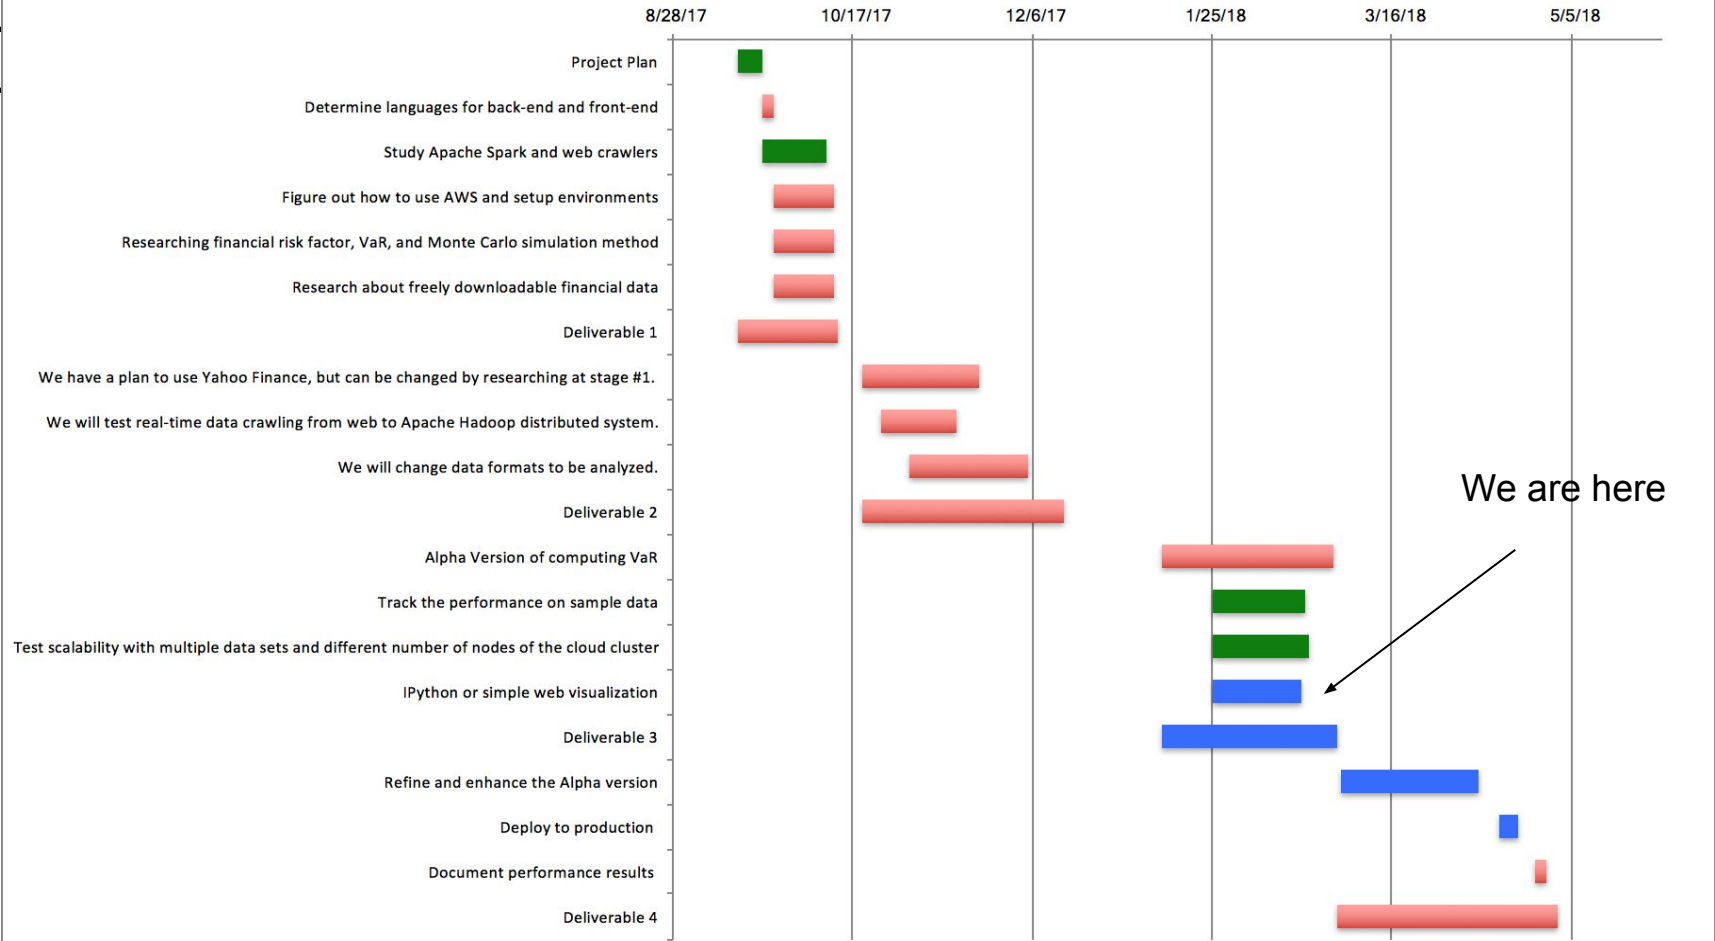 8/28/17 10/17/17 12/6/17 1/25/18 3/16/18 5/5/18
Project Plan
Determine languages for back-end and front-end
Study Apache Spark and web crawlers
Figure out how to use AWS and setup environments
Researching financial risk factor, VaR, and Monte Carlo simulation method
Research about freely downloadable financial data
Deliverable 1
We have a plan to use Yahoo Finance, but can be changed by researching at stage #1.
We will test real-time data crawling from web to Apache Hadoop distributed system.
We will change data formats to be analyzed.
We are here
Deliverable 2
Alpha Version of computing VaR
Track the performance on sample data
Test scalability with multiple data sets and different number of nodes of the cloud cluster
IPython or simple web visualization
Deliverable 3
Refine and enhance the Alpha version
Deploy to production
Document performance results
Deliverable 4